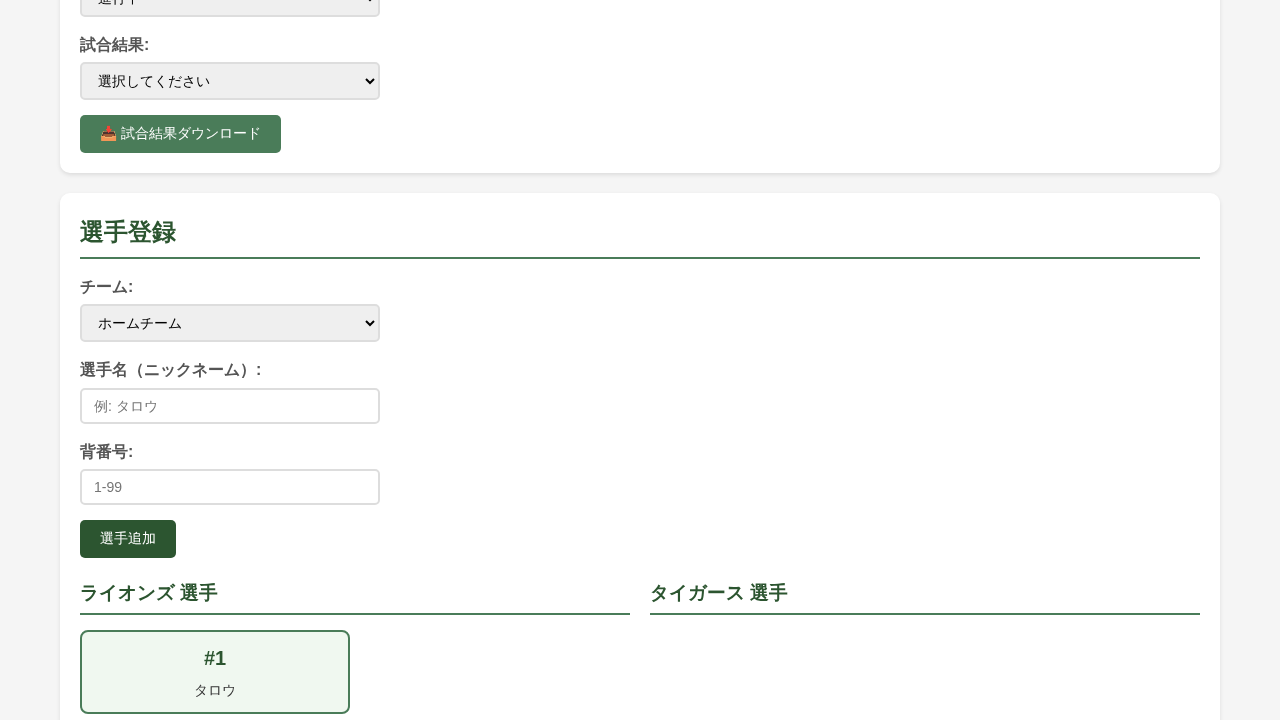 試合結果:
選択してください
📥 試合結果ダウンロード
選手登録
チーム:
ホームチーム
選手名（ニックネーム）:
例: タロウ
背番号:
1-99
選手追加
ライオンズ 選手
タイガース 選手
#1
タロウ